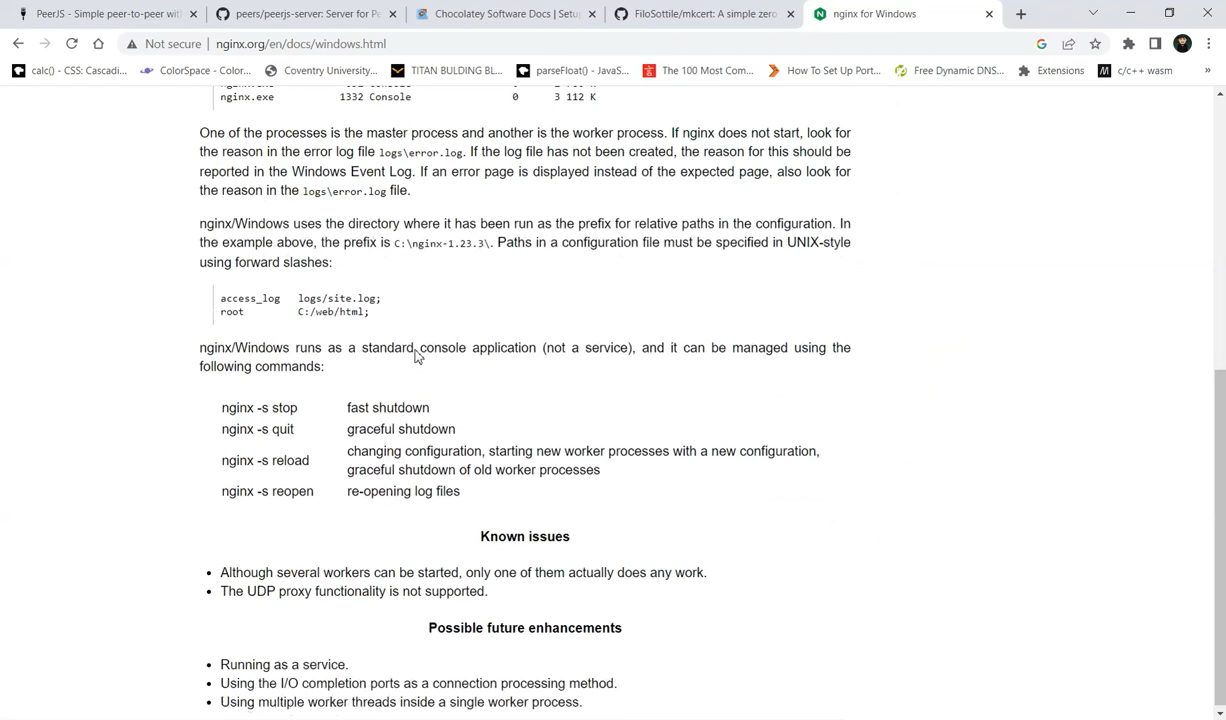 PeerJS - Simple peer-to-peer wit
peers/peerjs-server: Server for Pe
Chocolatey Software Docs | Setu
FiloSottile/mkcert: A simple zero
nginx for Windows
Not secure
nginx.org/en/docs/windows.html
calc() - CSS: Cascadi...
ColorSpace - Color...
Coventry University...
TITAN BULDING BL...
parseFloat() - JavaS...
The 100 Most Com...
How To Set Up Port...
Free Dynamic DNS...
Extensions
c/c++ wasm
»
nginx.exe 1332 Console 0 3 112 K
One of the processes is the master process and another is the worker process. If nginx does not start, look for
the reason in the error log file logs\error.log. If the log file has not been created, the reason for this should be
reported in the Windows Event Log. If an error page is displayed instead of the expected page, also look for
the reason in the logs\error.log file.
nginx/Windows uses the directory where it has been run as the prefix for relative paths in the configuration. In
the example above, the prefix is C:\nginx-1.23.3\. Paths in a configuration file must be specified in UNIX-style
using forward slashes:
access_log logs/site.log;
root C:/web/html;
nginx/Windows runs as a standard console application (not a service), and it can be managed using the
following commands:
nginx -s stop fast shutdown
nginx -s quit graceful shutdown
nginx -s reload changing configuration, starting new worker processes with a new configuration,
graceful shutdown of old worker processes
nginx -s reopen re-opening log files
Known issues
• Although several workers can be started, only one of them actually does any work.
• The UDP proxy functionality is not supported.
Possible future enhancements
• Running as a service.
• Using the I/O completion ports as a connection processing method.
• Using multiple worker threads inside a single worker process.